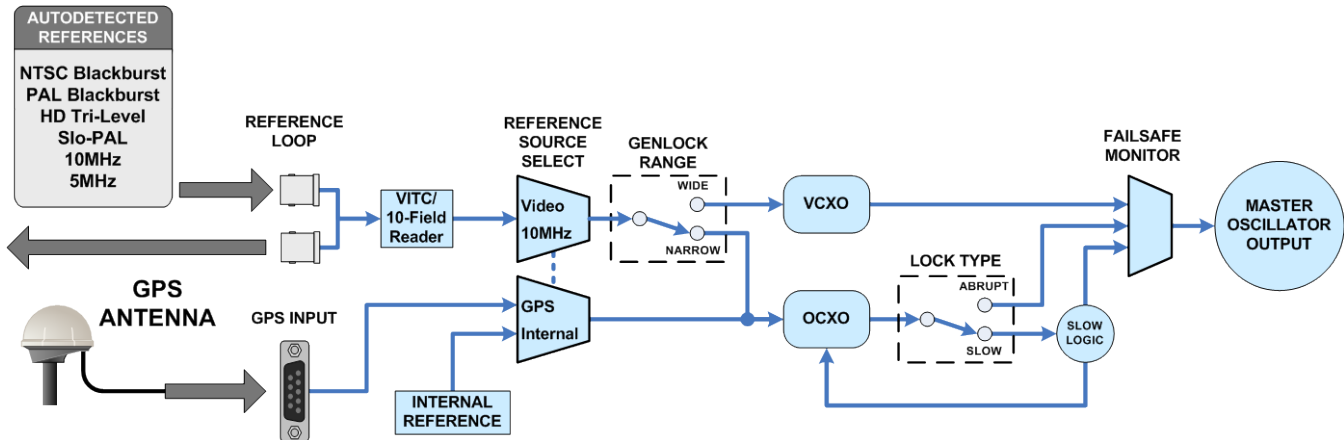 AUTODETECTED
REFERENCES
NTSC Blackburst
PAL Blackburst
HD Tri-Level
Slo-PAL
10MHz
5MHz
REFERENCE
LOOP
VITC/
10-Field
Reader
REFERENCE
SOURCE
SELECT
Video
10MHz
GENLOCK
RANGE
WIDE
NARROW
VCXO
FAILSAFE
MONITOR
MASTER
OSCILLATOR
OUTPUT
GPS
ANTENNA
GPS INPUT
GPS
Internal
INTERNAL
REFERENCE
OCXO
LOCK TYPE
ABRUPT
SLOW
SLOW
LOGIC